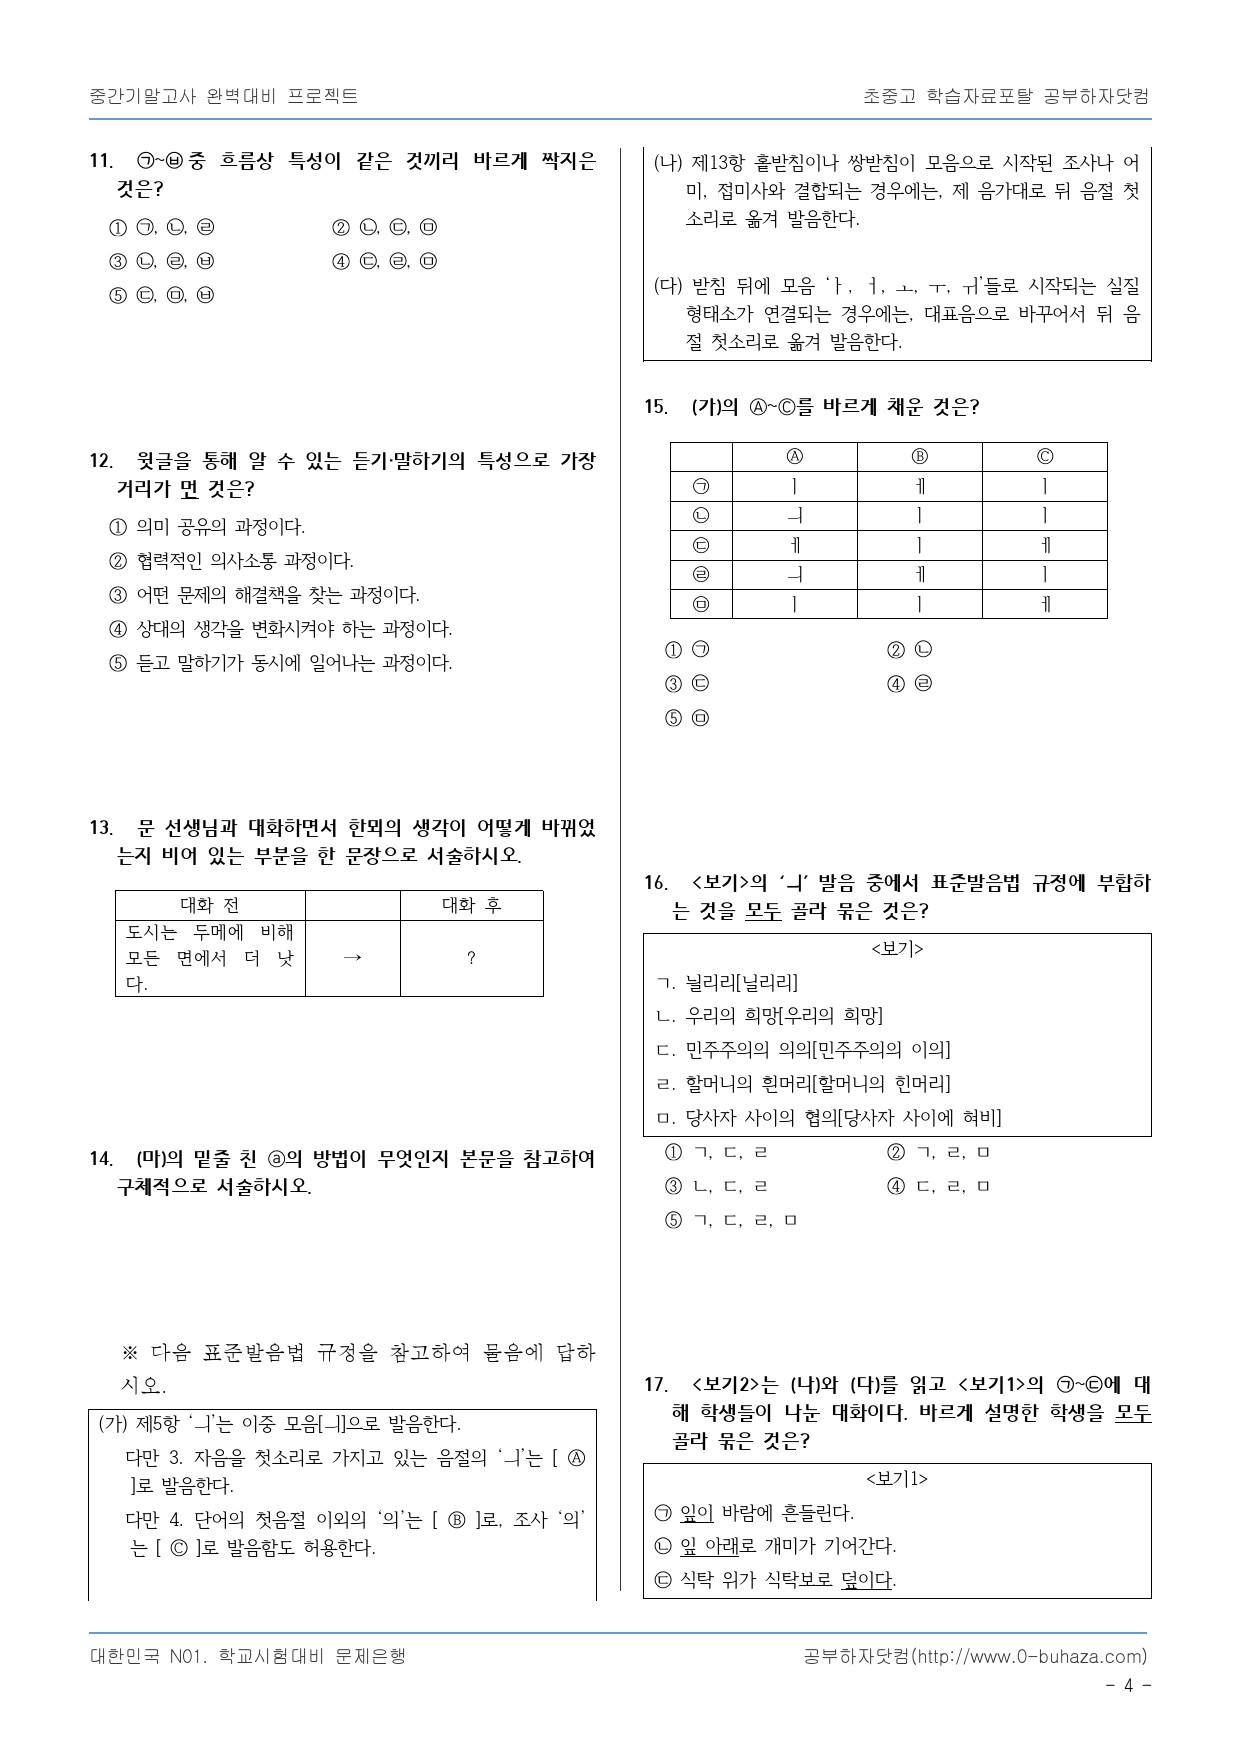 중간기말고사 완벽대비 프로젝트
초중고 학습자료포탈 공부하자닷컴
11. ㉠~㉥ 중 흐름상 특성이 같은 것끼리 바르게 짝지은
것은?
① ㉠, ㉡, ㉣ ② ㉡, ㉢, ㉤
③ ㉡, ㉣, ㉥ ④ ㉢, ㉣, ㉤
⑤ ㉢, ㉤, ㉥
12. 윗글을 통해 알 수 있는 듣기·말하기의 특성으로 가장
거리가 먼 것은?
① 의미 공유의 과정이다.
② 협력적인 의사소통 과정이다.
③ 어떤 문제의 해결책을 찾는 과정이다.
④ 상대의 생각을 변화시켜야 하는 과정이다.
⑤ 듣고 말하기가 동시에 일어나는 과정이다.
13. 문 선생님과 대화하면서 한뫼의 생각이 어떻게 바뀌었
는지 비어 있는 부분을 한 문장으로 서술하시오.
대화 전 대화 후
도시는 두메에 비해
모든 면에서 더 낫 → ?
다.
14. (마)의 밑줄 친 ⓐ의 방법이 무엇인지 본문을 참고하여
구체적으로 서술하시오.
※ 다음 표준발음법 규정을 참고하여 물음에 답하
시오.
(가) 제5항 ‘ㅢ’는 이중 모음[ㅢ]으로 발음한다.
다만 3. 자음을 첫소리로 가지고 있는 음절의 ‘ㅢ’는 [ Ⓐ
]로 발음한다.
다만 4. 단어의 첫음절 이외의 ‘의’는 [ Ⓑ ]로, 조사 ‘의’
는 [ Ⓒ ]로 발음함도 허용한다.
(나) 제13항 홑받침이나 쌍받침이 모음으로 시작된 조사나 어
미, 접미사와 결합되는 경우에는, 제 음가대로 뒤 음절 첫
소리로 옮겨 발음한다.
(다) 받침 뒤에 모음 ‘ㅏ, ㅓ, ㅗ, ㅜ, ㅟ’들로 시작되는 실질
형태소가 연결되는 경우에는, 대표음으로 바꾸어서 뒤 음
절 첫소리로 옮겨 발음한다.
15. (가)의 Ⓐ~Ⓒ를 바르게 채운 것은?
Ⓐ Ⓑ Ⓒ
㉠ ㅣ ㅔ ㅣ
㉡ ㅢ ㅣ ㅣ
㉢ ㅔ ㅣ ㅔ
㉣ ㅢ ㅔ ㅣ
㉤ ㅣ ㅣ ㅔ
① ㉠ ② ㉡
③ ㉢ ④ ㉣
⑤ ㉤
16. <보기>의 ‘ㅢ’ 발음 중에서 표준발음법 규정에 부합하
는 것을 모두 골라 묶은 것은?
<보기>
ㄱ. 늴리리[닐리리]
ㄴ. 우리의 희망[우리의 희망]
ㄷ. 민주주의의 의의[민주주의의 이의]
ㄹ. 할머니의 흰머리[할머니의 힌머리]
ㅁ. 당사자 사이의 협의[당사자 사이에 혀비]
① ㄱ, ㄷ, ㄹ ② ㄱ, ㄹ, ㅁ
③ ㄴ, ㄷ, ㄹ ④ ㄷ, ㄹ, ㅁ
⑤ ㄱ, ㄷ, ㄹ, ㅁ
17. <보기2>는 (나)와 (다)를 읽고 <보기1>의 ㉠~㉢에 대
해 학생들이 나눈 대화이다. 바르게 설명한 학생을 모두
골라 묶은 것은?
<보기1>
㉠ 잎이 바람에 흔들린다.
㉡ 잎 아래로 개미가 기어간다.
㉢ 식탁 위가 식탁보로 덮이다.
대한민국 N01. 학교시험대비 문제은행
공부하자닷컴(http://www.0-buhaza.com)
- 4 -